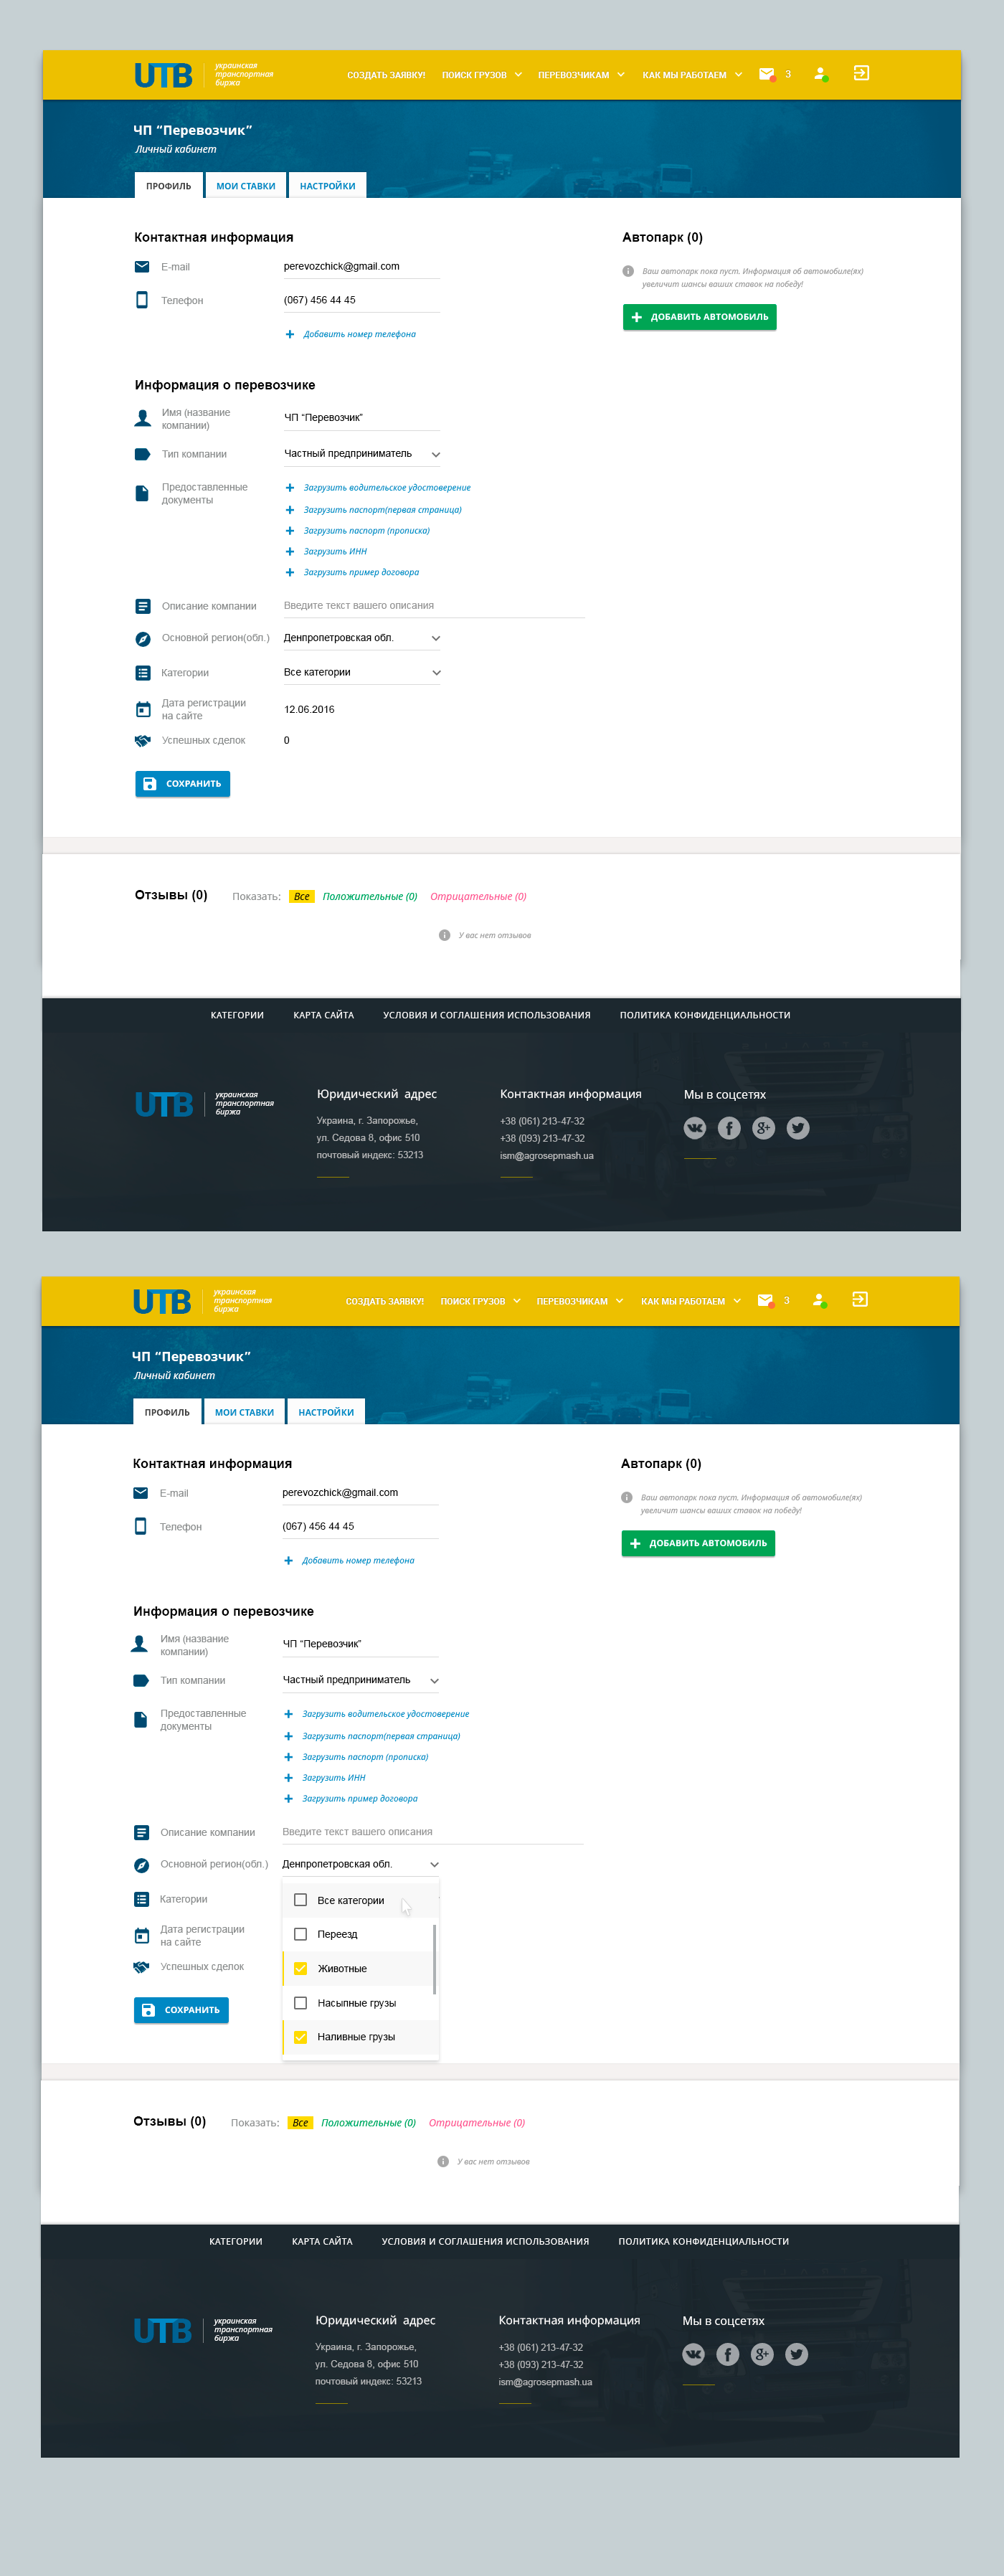 UTB
украинская
транспортная
биржа
СОЗДАТЬ ЗАЯВКУ! ПОИСК ГРУЗОВ ПЕРЕВОЗЧИКАМ КАК МЫ РАБОТАЕМ 3
ЧП “Перевозчик”
Личный кабинет
ПРОФИЛЬ МОИ СТАВКИ НАСТРОЙКИ
Контактная информация
E-mail perevozchick@gmail.com
Телефон (067) 456 44 45
Добавить номер телефона
Автопарк (0)
Ваш автопарк пока пуст. Информация об автомобиле(ях)
увеличит шансы ваших ставок на победу!
ДОБАВИТЬ АВТОМОБИЛЬ
Информация о перевозчике
Имя (название
компании)
ЧП “Перевозчик”
Тип компании Частный предприниматель
Предоставленные
документы
Загрузить водительское удостоверение
Загрузить паспорт(первая страница)
Загрузить паспорт (прописка)
Загрузить ИНН
Загрузить пример договора
Описание компании Введите текст вашего описания
Основной регион(обл.) Денпропетровская обл.
Категории Все категории
Дата регистрации
на сайте
12.06.2016
Успешных сделок 0
СОХРАНИТЬ
Отзывы (0) Показать: Все Положительные (0) Отрицательные (0)
У вас нет отзывов
КАТЕГОРИИ КАРТА САЙТА УСЛОВИЯ И СОГЛАШЕНИЯ ИСПОЛЬЗОВАНИЯ ПОЛИТИКА КОНФИДЕНЦИАЛЬНОСТИ
UTB
украинская
транспортная
биржа
Юридический адрес
Украина, г. Запорожье,
ул. Седова 8, офис 510
почтовый индекс: 53213
Контактная информация
+38 (061) 213-47-32
+38 (093) 213-47-32
ism@agrosepmash.ua
Мы в соцсетях
UTB
украинская
транспортная
биржа
СОЗДАТЬ ЗАЯВКУ! ПОИСК ГРУЗОВ ПЕРЕВОЗЧИКАМ КАК МЫ РАБОТАЕМ 3
ЧП “Перевозчик”
Личный кабинет
ПРОФИЛЬ МОИ СТАВКИ НАСТРОЙКИ
Контактная информация
E-mail perevozchick@gmail.com
Телефон (067) 456 44 45
Добавить номер телефона
Автопарк (0)
Ваш автопарк пока пуст. Информация об автомобиле(ях)
увеличит шансы ваших ставок на победу!
ДОБАВИТЬ АВТОМОБИЛЬ
Информация о перевозчике
Имя (название
компании)
ЧП “Перевозчик”
Тип компании Частный предприниматель
Предоставленные
документы
Загрузить водительское удостоверение
Загрузить паспорт(первая страница)
Загрузить паспорт (прописка)
Загрузить ИНН
Загрузить пример договора
Описание компании Введите текст вашего описания
Основной регион(обл.) Денпропетровская обл.
Категории
Дата регистрации
на сайте
Успешных сделок
Все категории
Переезд
Животные
Насыпные грузы
Наливные грузы
СОХРАНИТЬ
Отзывы (0) Показать: Все Положительные (0) Отрицательные (0)
У вас нет отзывов
КАТЕГОРИИ КАРТА САЙТА УСЛОВИЯ И СОГЛАШЕНИЯ ИСПОЛЬЗОВАНИЯ ПОЛИТИКА КОНФИДЕНЦИАЛЬНОСТИ
UTB
украинская
транспортная
биржа
Юридический адрес
Украина, г. Запорожье,
ул. Седова 8, офис 510
почтовый индекс: 53213
Контактная информация
+38 (061) 213-47-32
+38 (093) 213-47-32
ism@agrosepmash.ua
Мы в соцсетях